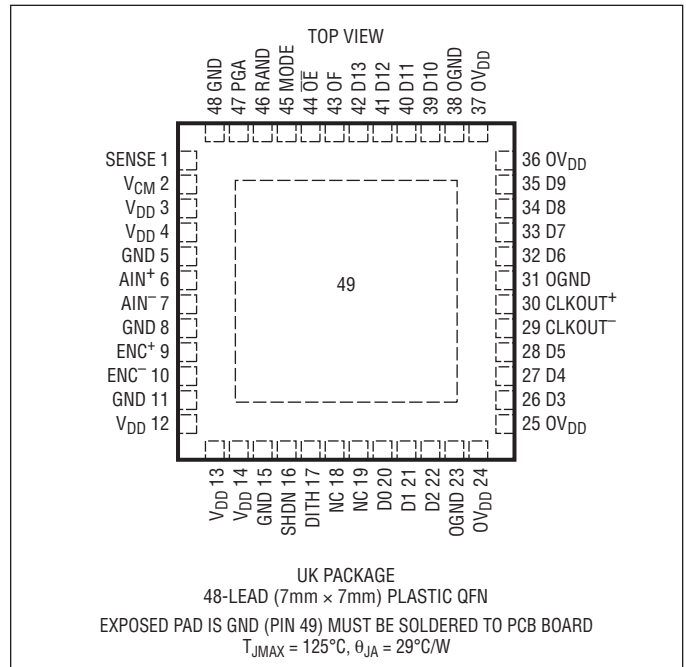 TOP VIEW
48 GND
47 PGA
46 RAND
45 MODE
44 O̅E̅
43 OF
42 D13
41 D12
40 D11
39 D10
38 OGND
37 OVDD
SENSE 1
VCM 2
VDD 3
VDD 4
GND 5
AIN+ 6
AIN– 7
GND 8
ENC+ 9
ENC– 10
GND 11
VDD 12
49
36 OVDD
35 D9
34 D8
33 D7
32 D6
31 OGND
30 CLKOUT+
29 CLKOUT–
28 D5
27 D4
26 D3
25 OVDD
VDD 13
VDD 14
GND 15
SHDN 16
DITH 17
NC 18
NC 19
D0 20
D1 21
D2 22
OGND 23
OVDD 24
UK PACKAGE
48-LEAD (7mm × 7mm) PLASTIC QFN
EXPOSED PAD IS GND (PIN 49) MUST BE SOLDERED TO PCB BOARD
TJMAX = 125°C, θJA = 29°C/W